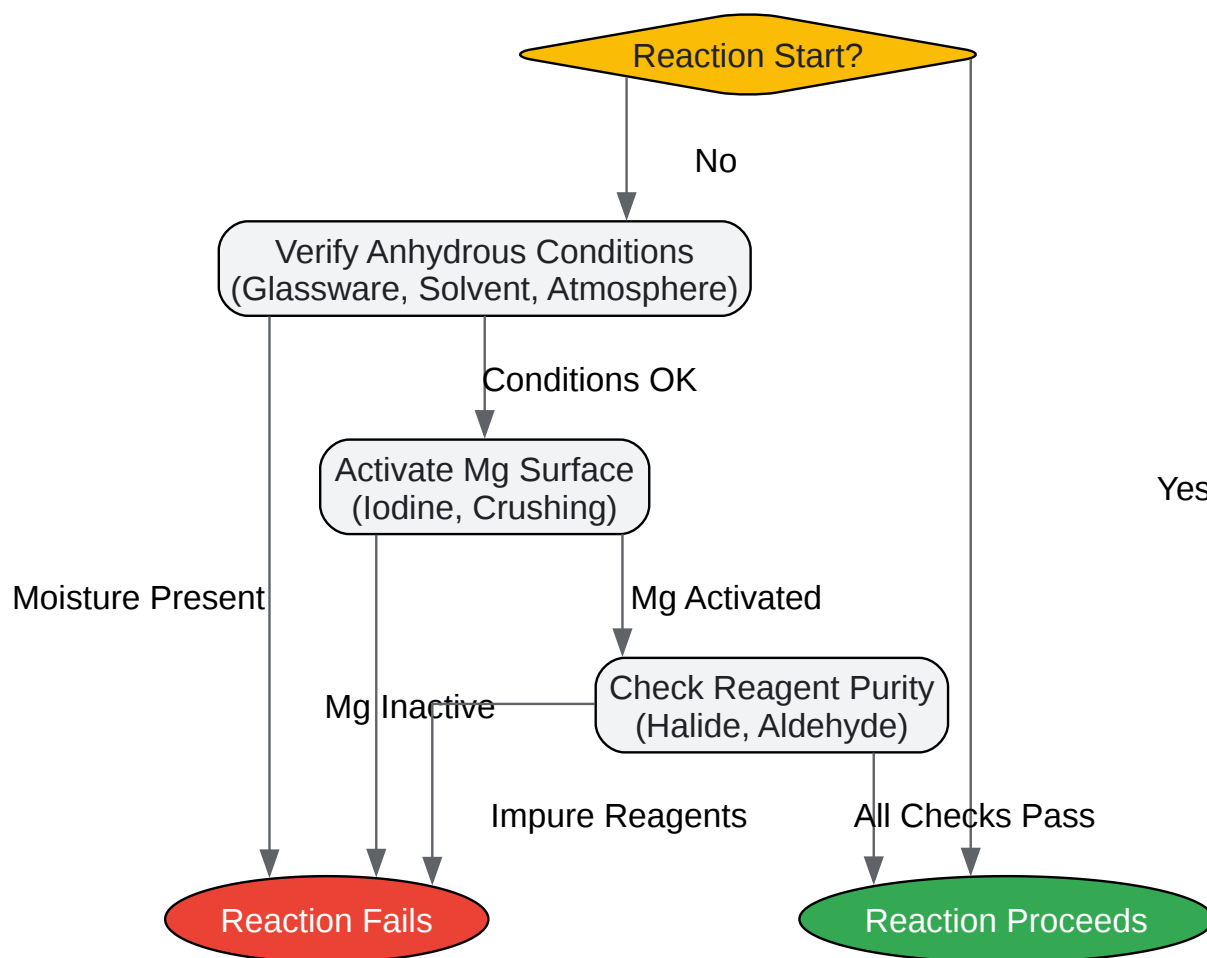 Reaction Start?
No
Verify Anhydrous Conditions
(Glassware, Solvent, Atmosphere)
Conditions OK
Activate Mg Surface
(Iodine, Crushing)
Yes
Moisture Present
Mg Activated
Check Reagent Purity
(Halide, Aldehyde)
Mg Inactive
Impure Reagents
All Checks Pass
Reaction Fails
Reaction Proceeds